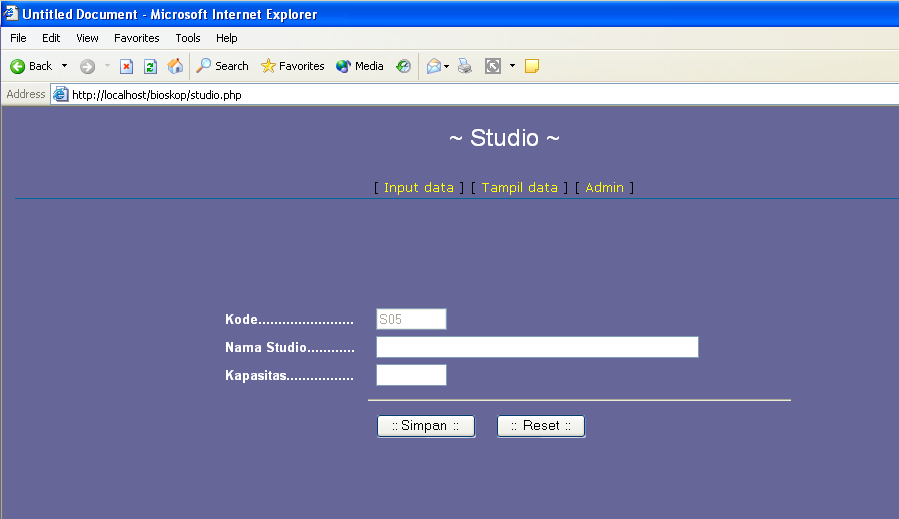 Untitled Document - Microsoft Internet Explorer
File Edit View Favorites Tools Help
Back Search Favorites Media
Address http://localhost/bioskop/studio.php
~ Studio ~
[ Input data ] [ Tampil data ] [ Admin ]
Kode........................ S05
Nama Studio............
Kapasitas.................
:: Simpan :: :: Reset ::